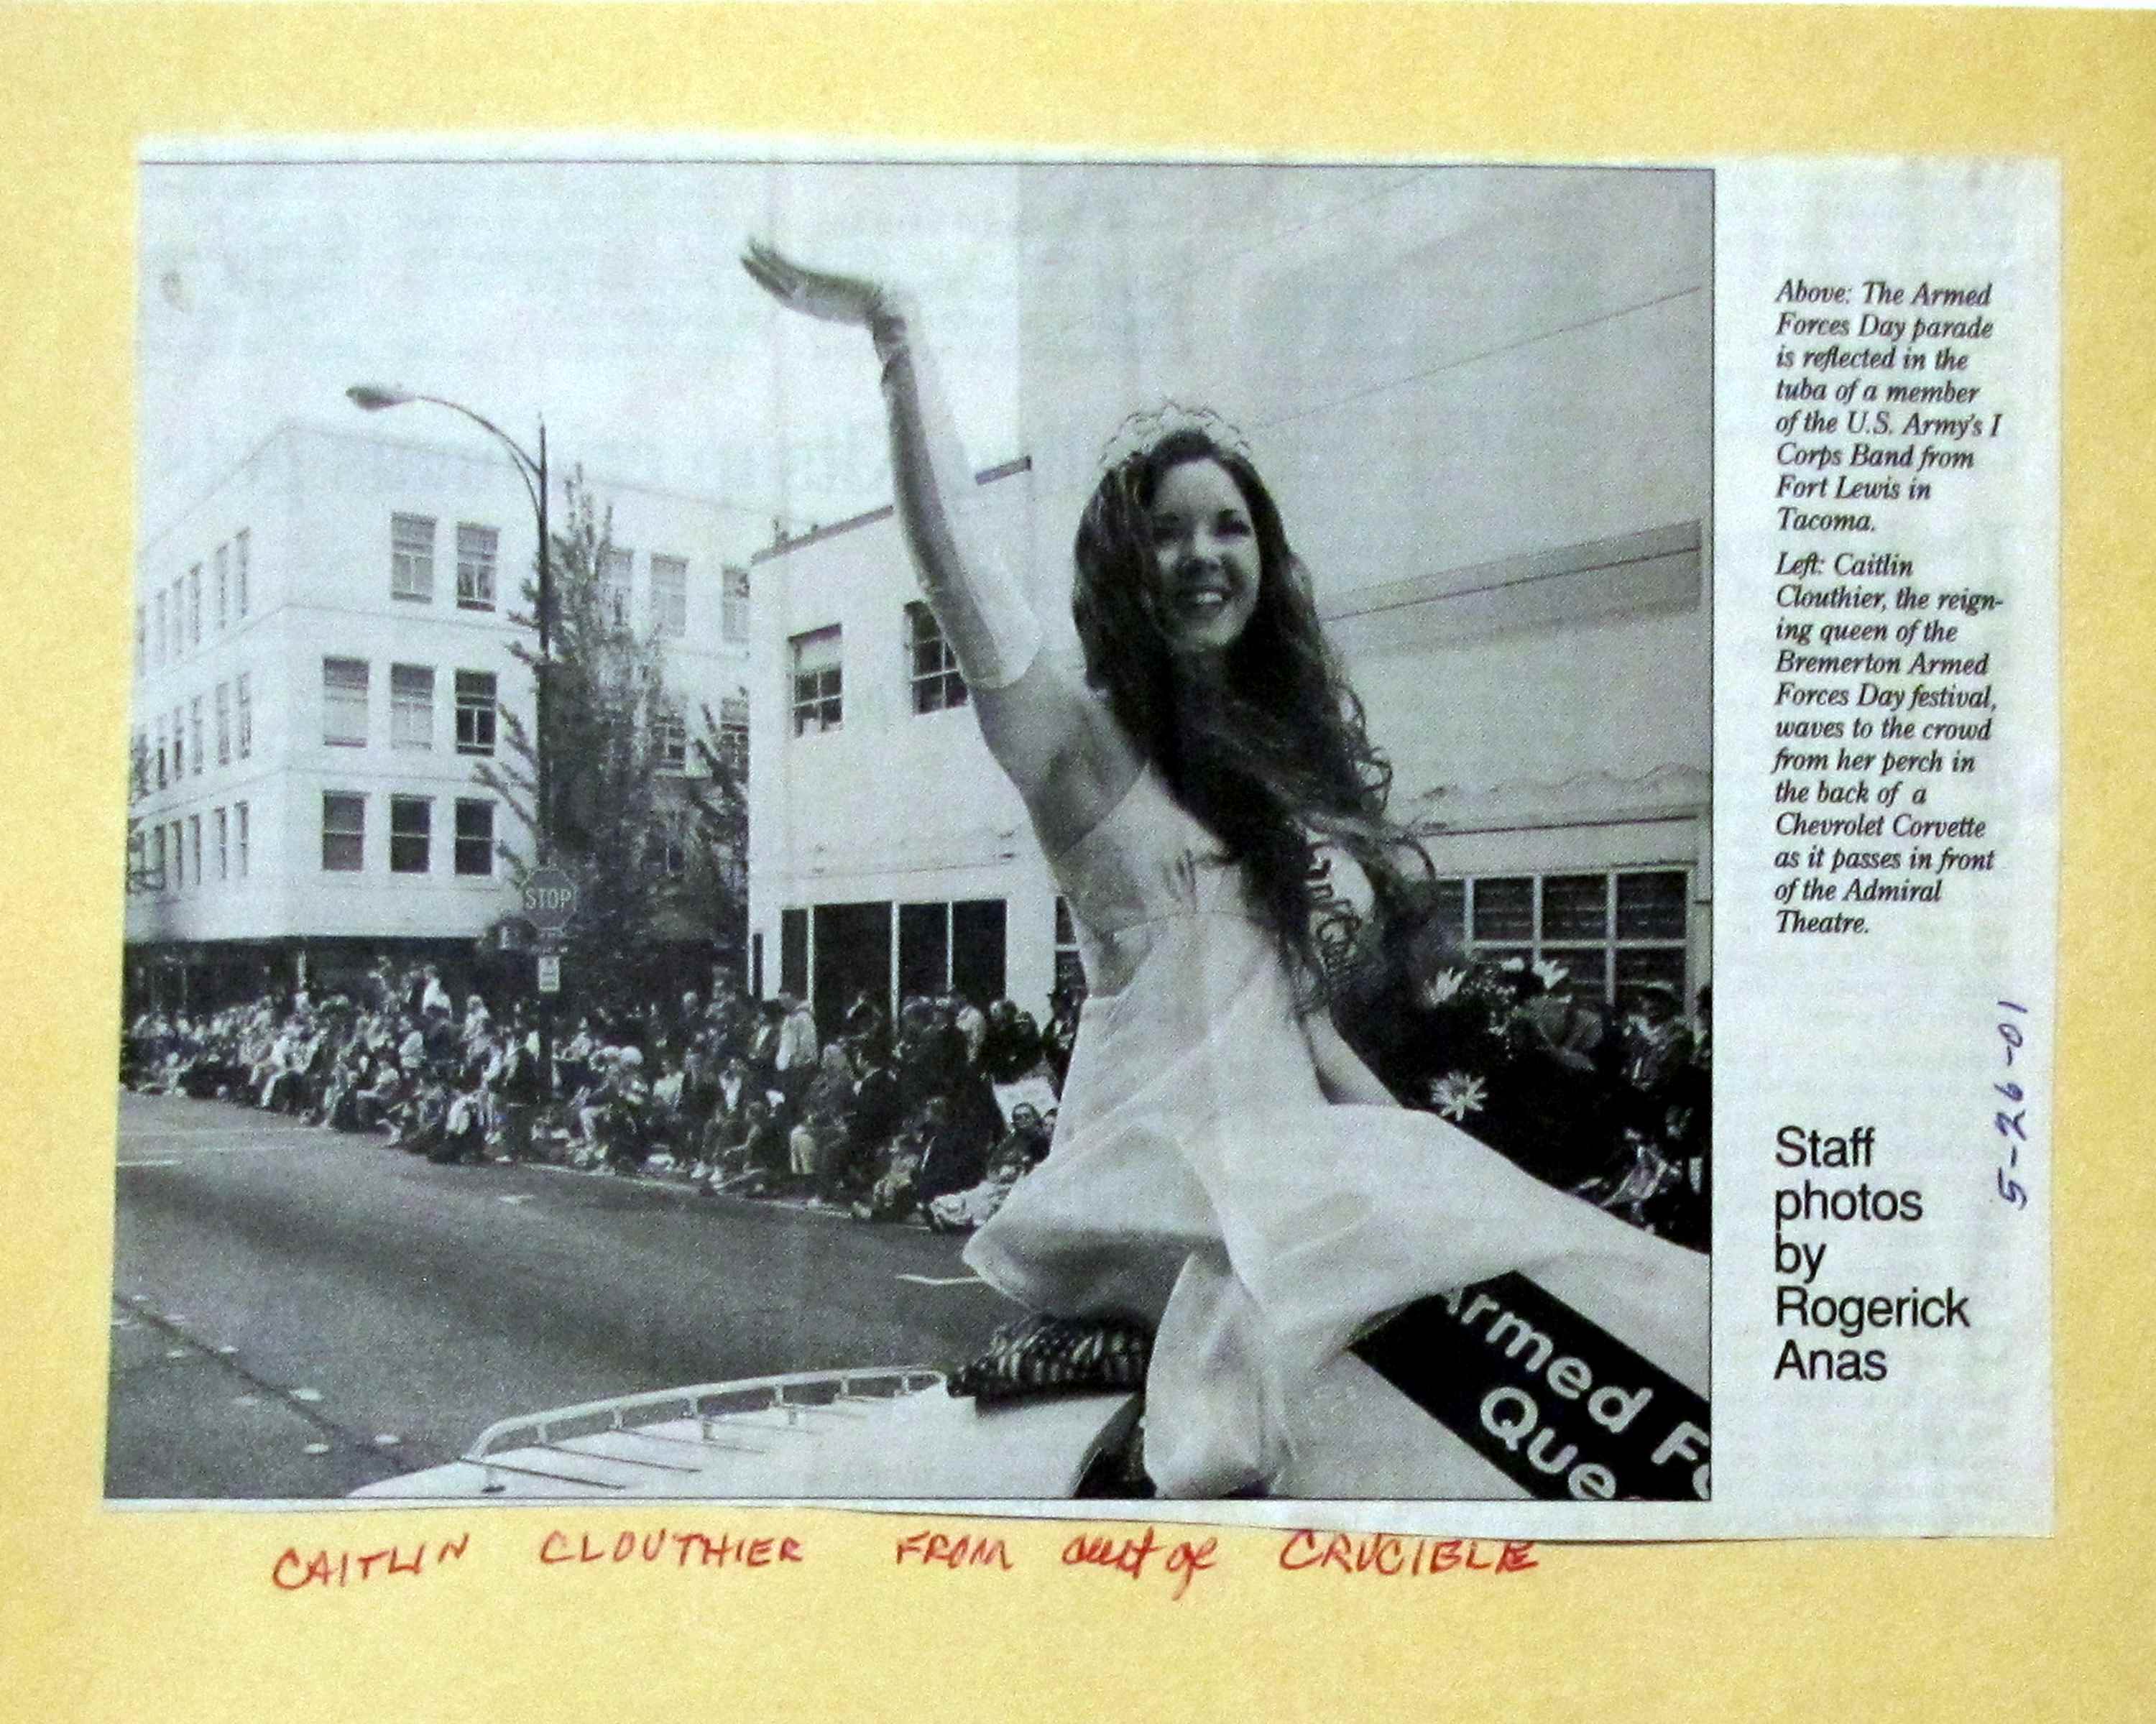 Above: The Armed
Forces Day parade
is reflected in the
tuba of a member
of the U.S. Army's I
Corps Band from
Fort Lewis in
Tacoma.
Left: Caitlin
Clouthier, the reign-
ing queen of the
Bremerton Armed
Forces Day festival,
waves to the crowd
from her perch in
the back of a
Chevrolet Corvette
as it passes in front
of the Admiral
Theatre.
5-26-01
Staff
photos
by
Rogerick
Anas
STOP
Armed Fo
Quee
CAITLIN CLOUTHIER FROM cast of CRUCIBLE